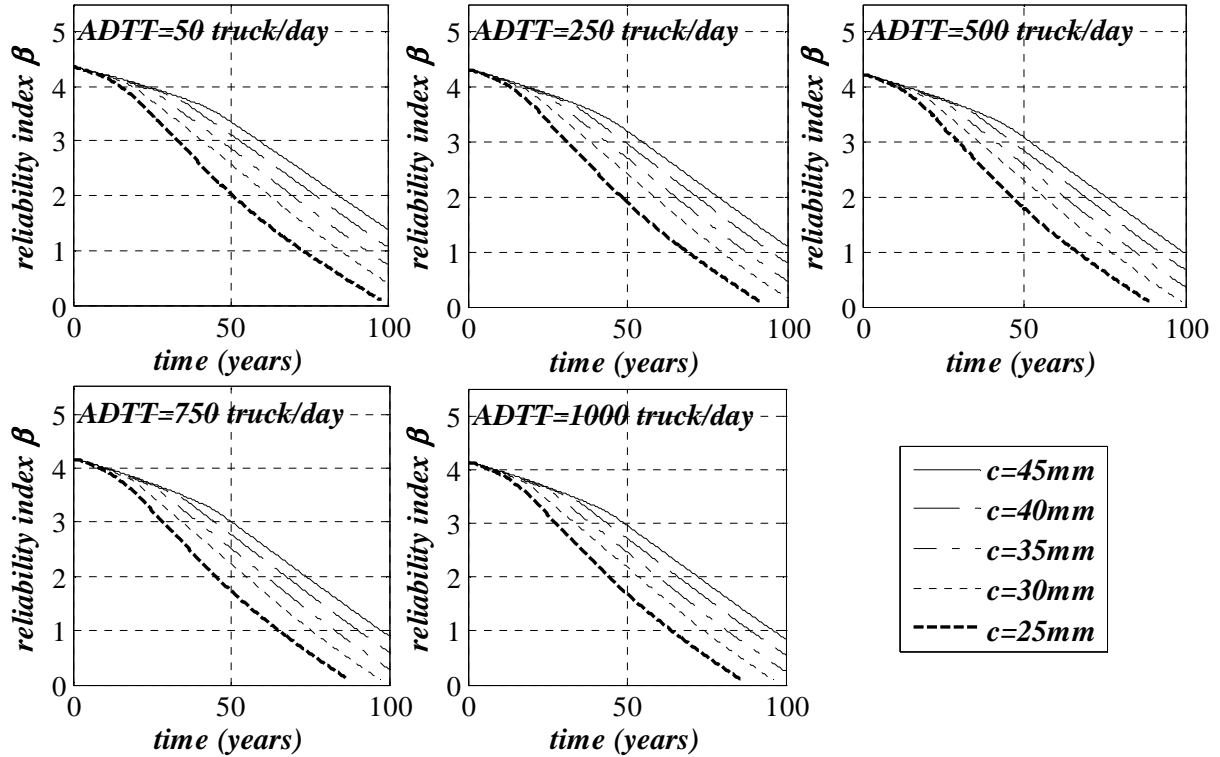 ADTT=50 truck/day
ADTT=250 truck/day
ADTT=500 truck/day
reliability index β
5
4
3
2
1
0
0
50
100
time (years)
reliability index β
5
4
3
2
1
0
0
50
100
time (years)
reliability index β
5
4
3
2
1
0
0
50
100
time (years)
ADTT=750 truck/day
reliability index β
5
4
3
2
1
0
0
50
100
time (years)
ADTT=1000 truck/day
reliability index β
5
4
3
2
1
0
0
50
100
time (years)
c=45mm
c=40mm
c=35mm
c=30mm
c=25mm